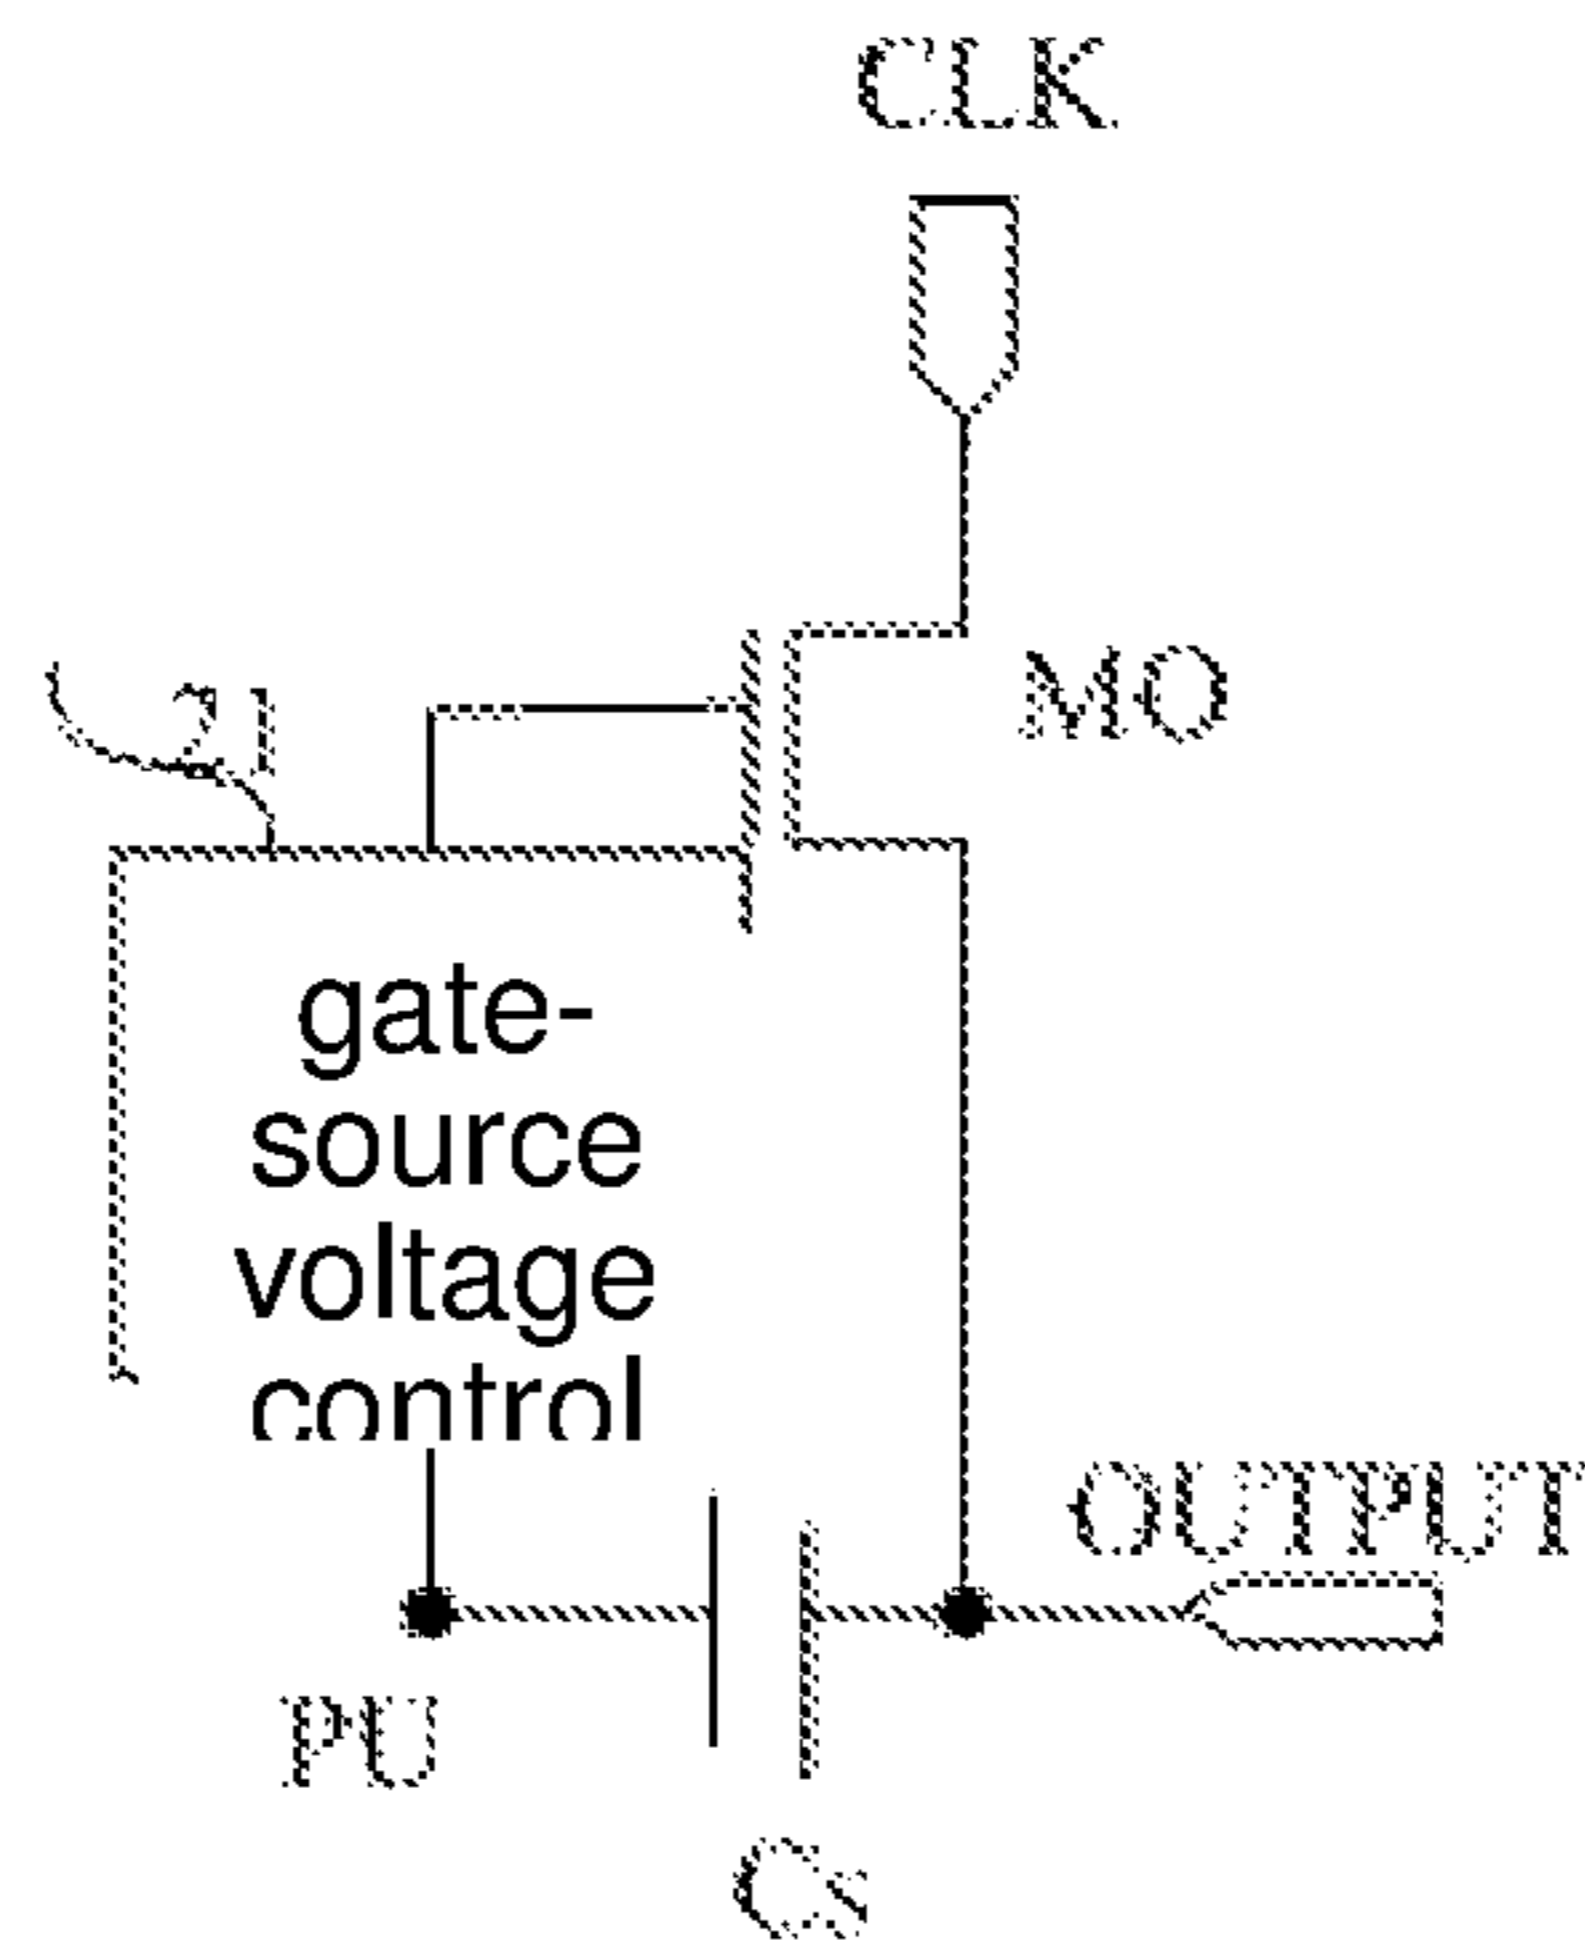 CLK
21
MO
gate-
source
voltage
control
OUTPUT
PU
Cs